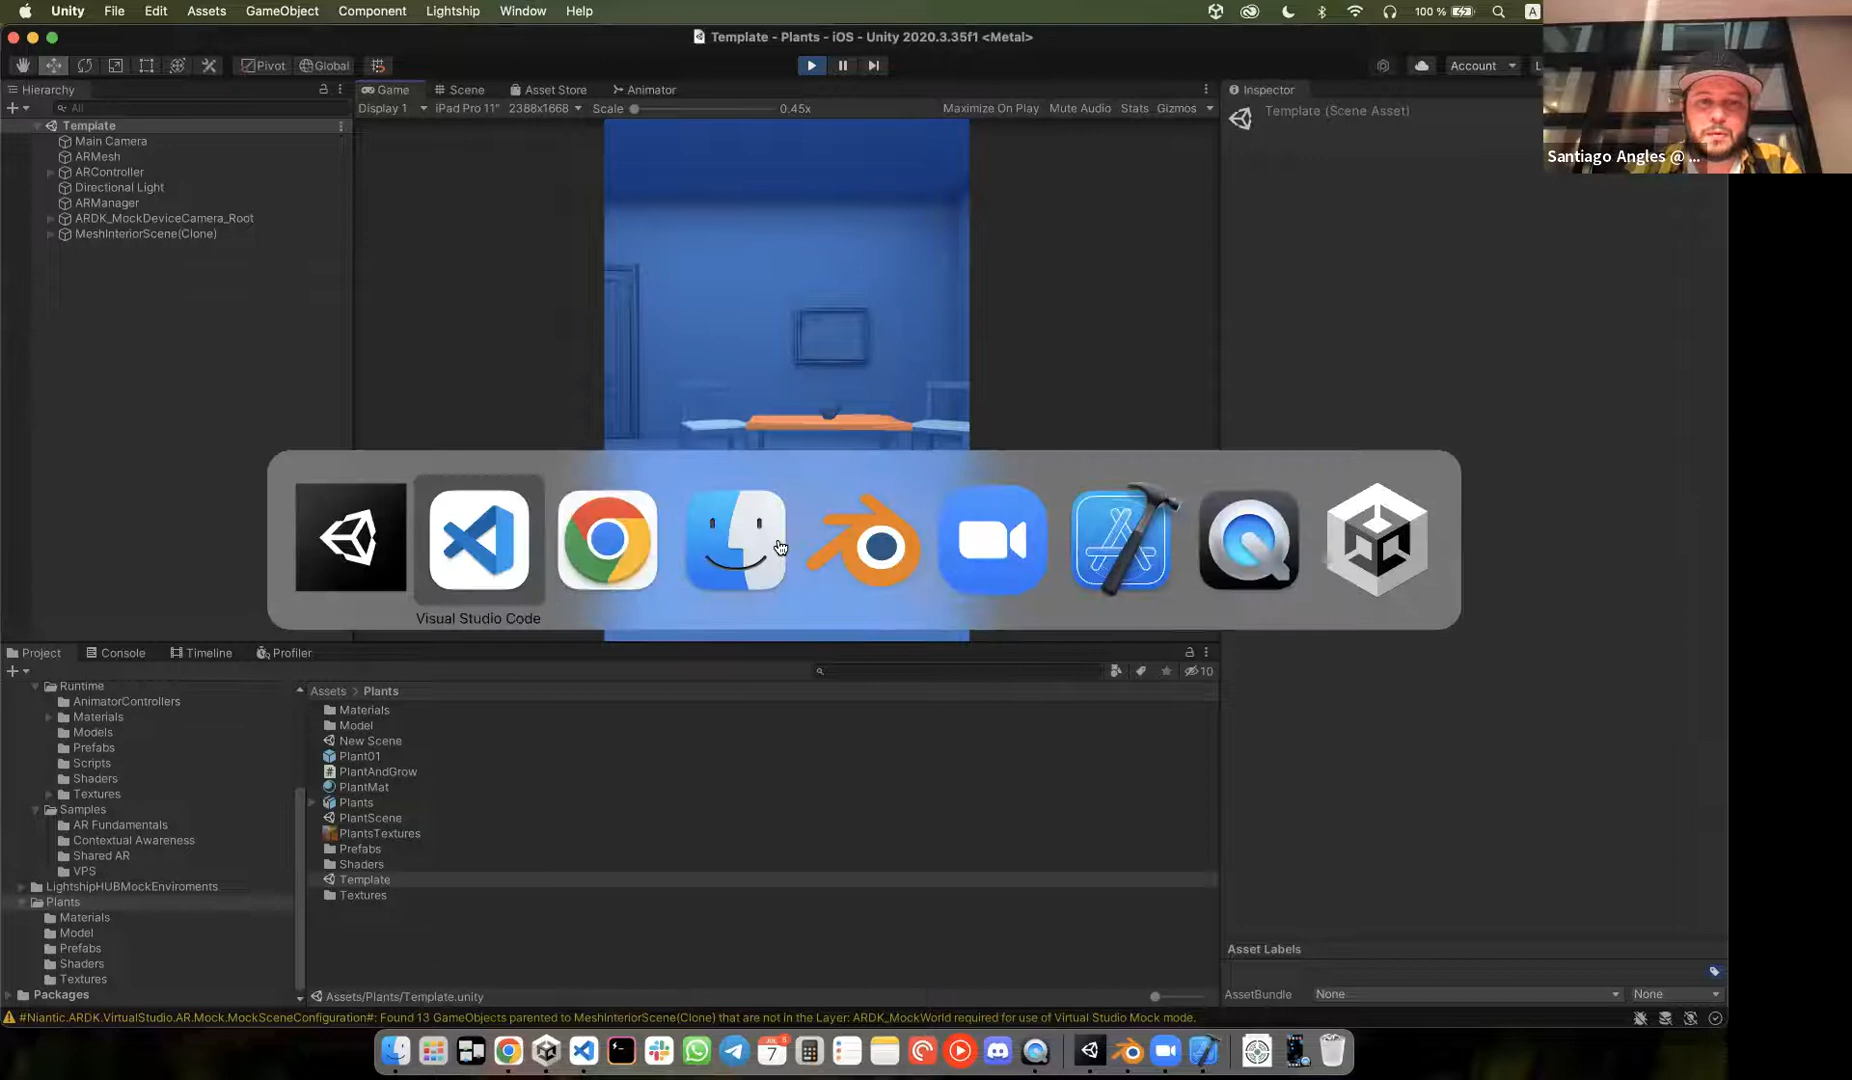 Unity File Edit Assets GameObject Component Lightship Window Help 100 % A
Template - Plants - iOS - Unity 2020.3.35f1 <Metal>
Pivot Global Account L
Hierarchy Game Scene Asset Store Animator Inspector
All Display 1 iPad Pro 11" 2388x1668 Scale 0.45x Maximize On Play Mute Audio Stats Gizmos
Template (Scene Asset)
Template
Main Camera
ARMesh
ARController
Directional Light
ARManager
ARDK_MockDeviceCamera_Root
MeshInteriorScene(Clone)
Santiago Angles @ ...
Visual Studio Code
Project Console Timeline Profiler
10
Runtime
AnimatorControllers
Materials
Models
Prefabs
Scripts
Shaders
Textures
Samples
AR Fundamentals
Contextual Awareness
Shared AR
VPS
LightshipHUBMockEnviroments
Plants
Materials
Model
Prefabs
Shaders
Textures
Packages
Assets > Plants
Materials
Model
New Scene
Plant01
PlantAndGrow
PlantMat
Plants
PlantScene
PlantsTextures
Prefabs
Shaders
Template
Textures
Assets/Plants/Template.unity
Asset Labels
AssetBundle None None
#Niantic.ARDK.VirtualStudio.AR.Mock.MockSceneConfiguration#: Found 13 GameObjects parented to MeshInteriorScene(Clone) that are not in the Layer: ARDK_MockWorld required for use of Virtual Studio Mock mode.
7